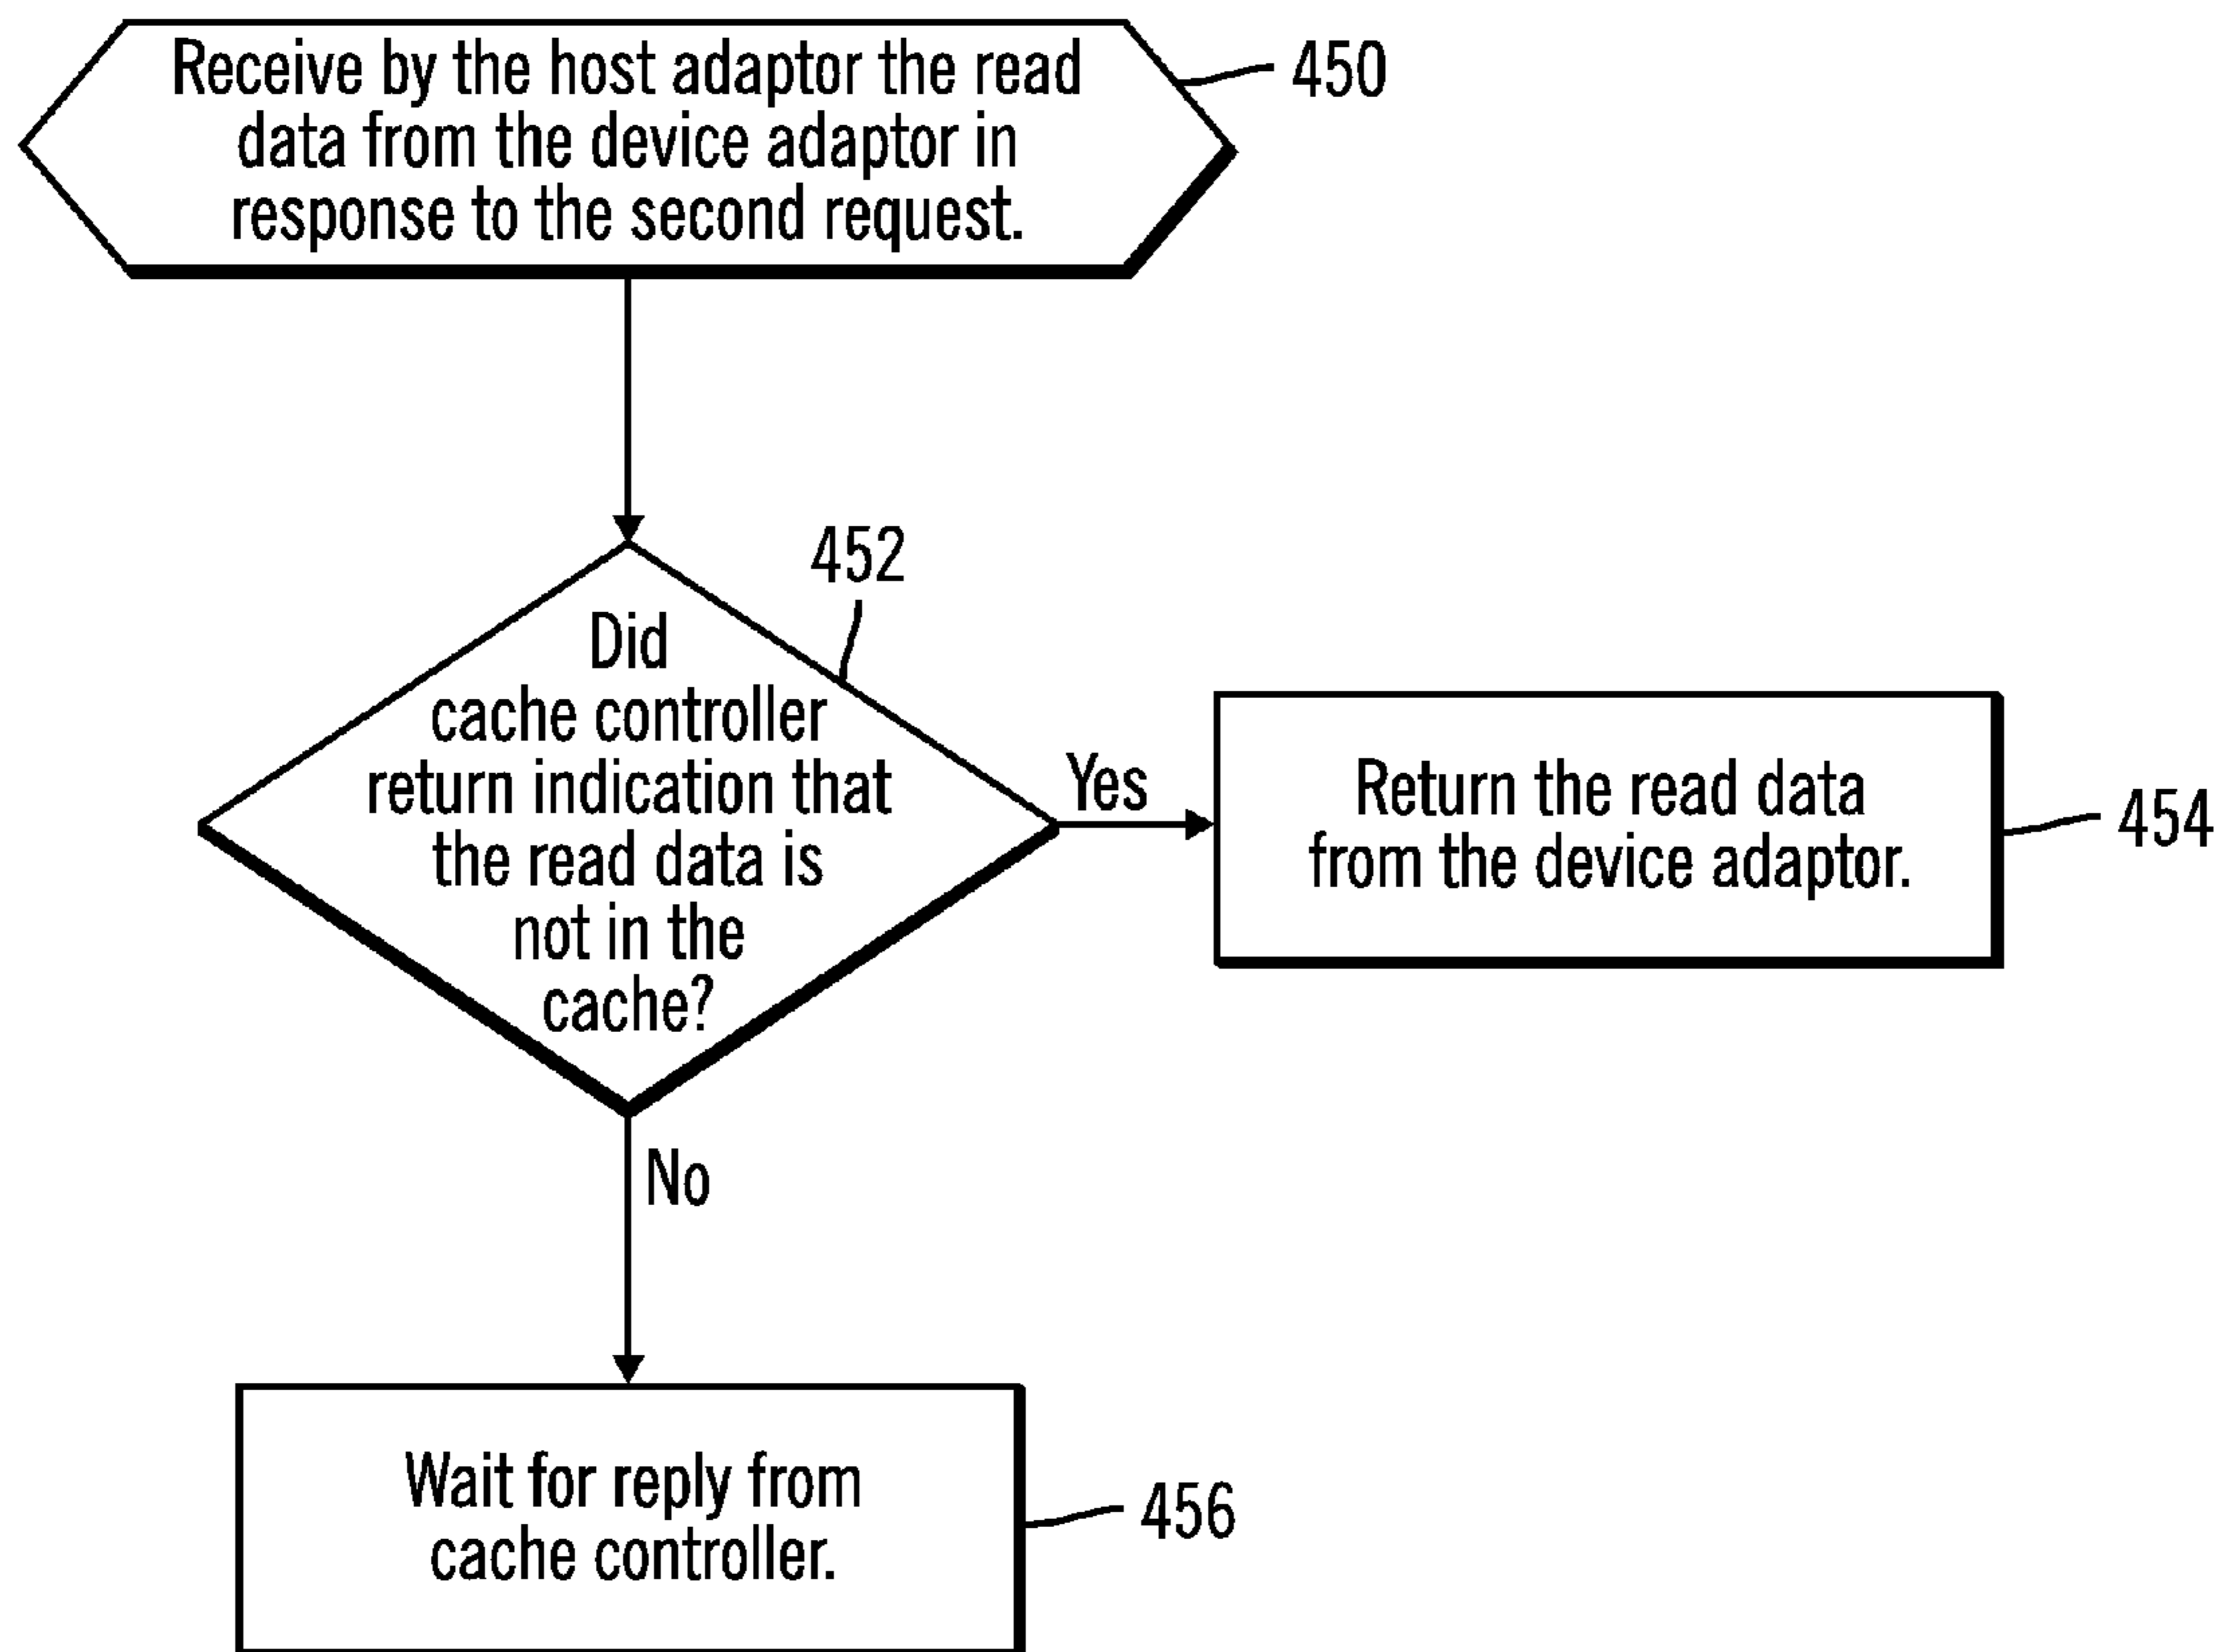 Receive by the host adaptor the read
data from the device adaptor in
response to the second request.
450
452
Did
cache controller
return indication that
the read data is
not in the
cache?
Yes
Return the read data
from the device adaptor.
454
No
Wait for reply from
cache controller.
456